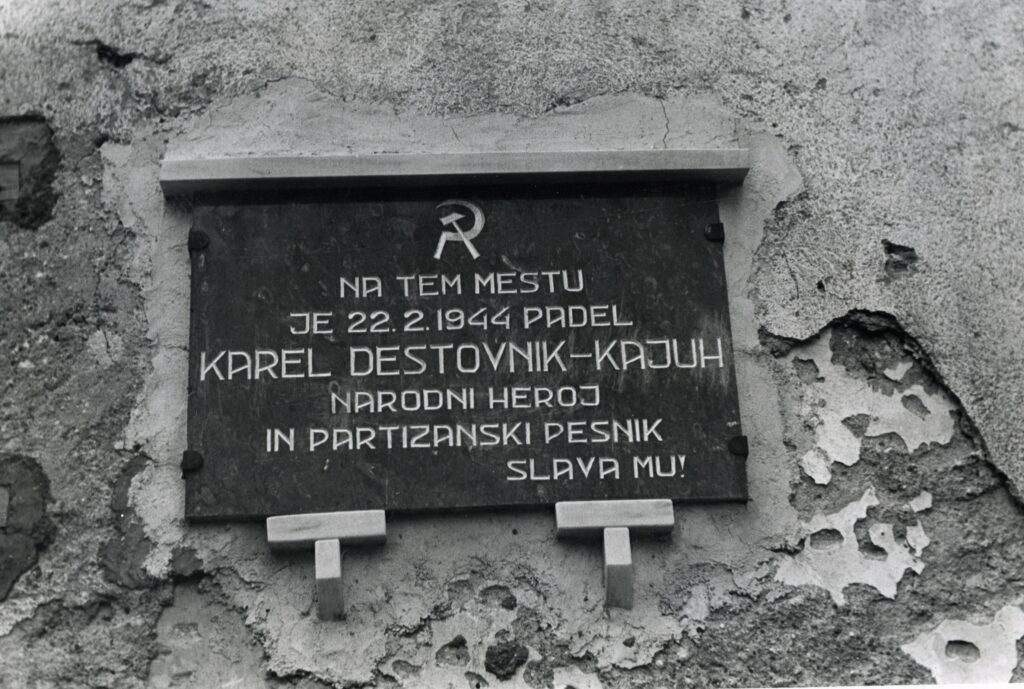 NA TEM MESTU
JE 22.2.1944 PADEL
KAREL DESTOVNIK-KAJUH
NARODNI HEROJ
IN PARTIZANSKI PESNIK
SLAVA MU!